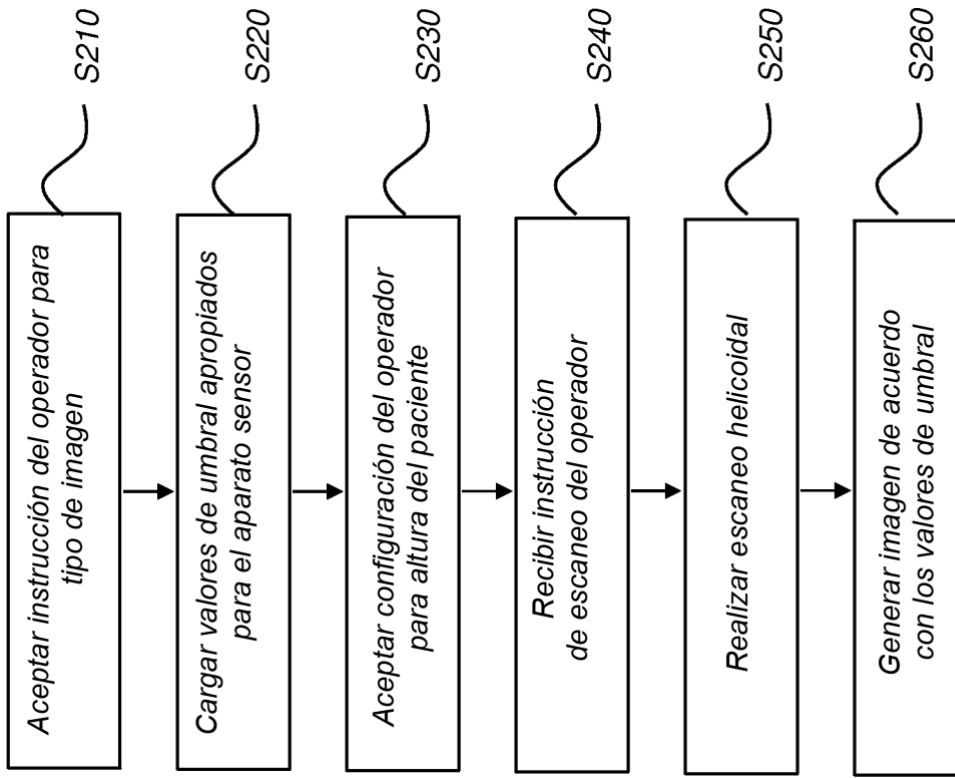 Aceptar instrucción del operador para
tipo de imagen
S210
Cargar valores de umbral apropiados
para el aparato sensor
S220
Aceptar configuración del operador
para altura del paciente
S230
Recibir instrucción
de escaneo del operador
S240
Realizar escaneo helicoidal
S250
Generar imagen de acuerdo
con los valores de umbral
S260